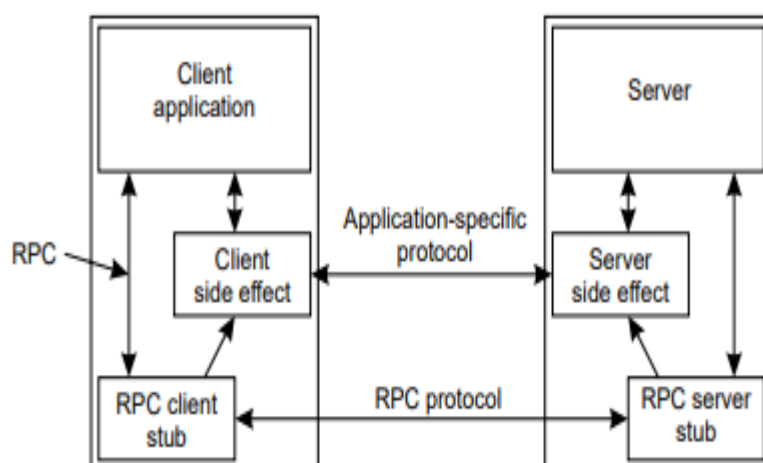 Client
application
Server
Application-specific
protocol
RPC
Client
side effect
Server
side effect
RPC client
stub
RPC protocol
RPC server
stub